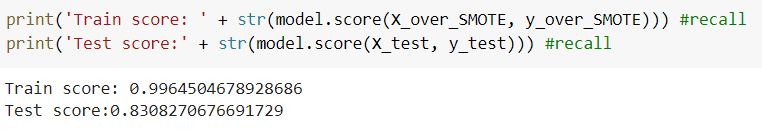 print('Train score: ' + str(model.score(X_over_SMOTE, y_over_SMOTE))) #recall
print('Test score:' + str(model.score(X_test, y_test))) #recall
Train score: 0.9964504678928686
Test score:0.8308270676691729